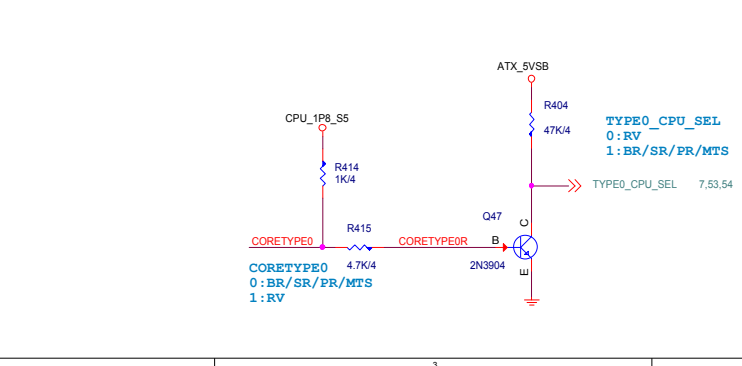 ATX_5VSB
R404
47K/4
TYPE0_CPU_SEL
0:RV
1:BR/SR/PR/MTS
CPU_1P8_S5
R414
1K/4
TYPE0_CPU_SEL 7,53,54
Q47
C
R415
CORETYPE0
CORETYPE0R
B
4.7K/4
2N3904
E
CORETYPE0
0:BR/SR/PR/MTS
1:RV
3